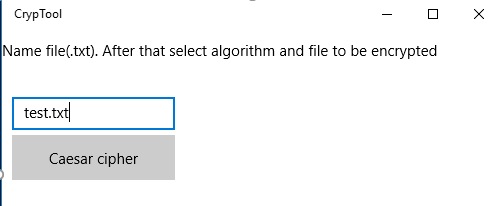 CrypTool
Name file(.txt). After that select algorithm and file to be encrypted
test.txt
Caesar cipher